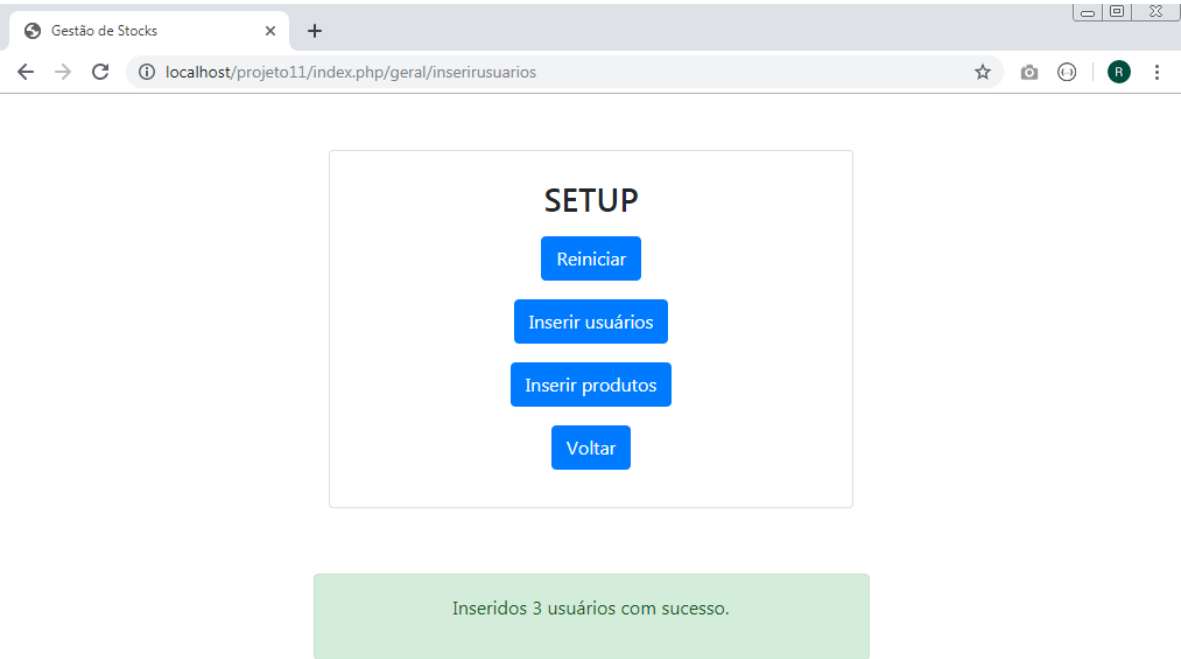 Gestão de Stocks
localhost/projeto11/index.php/geral/inserirusuarios
R
SETUP
Reiniciar
Inserir usuários
Inserir produtos
Voltar
Inseridos 3 usuários com sucesso.